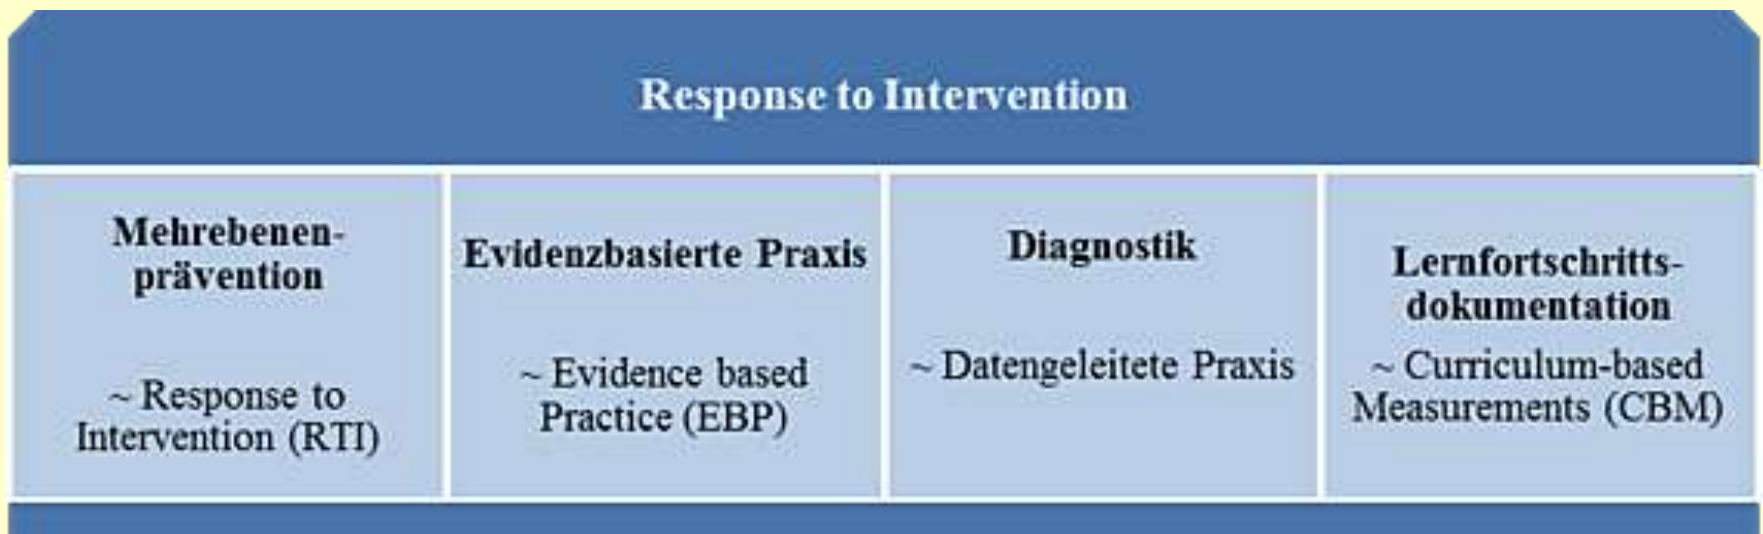 Response to Intervention
Mehrebenen-
prävention
~ Response to
Intervention (RTI)
Evidenzbasierte Praxis
~ Evidence based
Practice (EBP)
Diagnostik
~ Datengeleitete Praxis
Lernfortschritts-
dokumentation
~ Curriculum-based
Measurements (CBM)